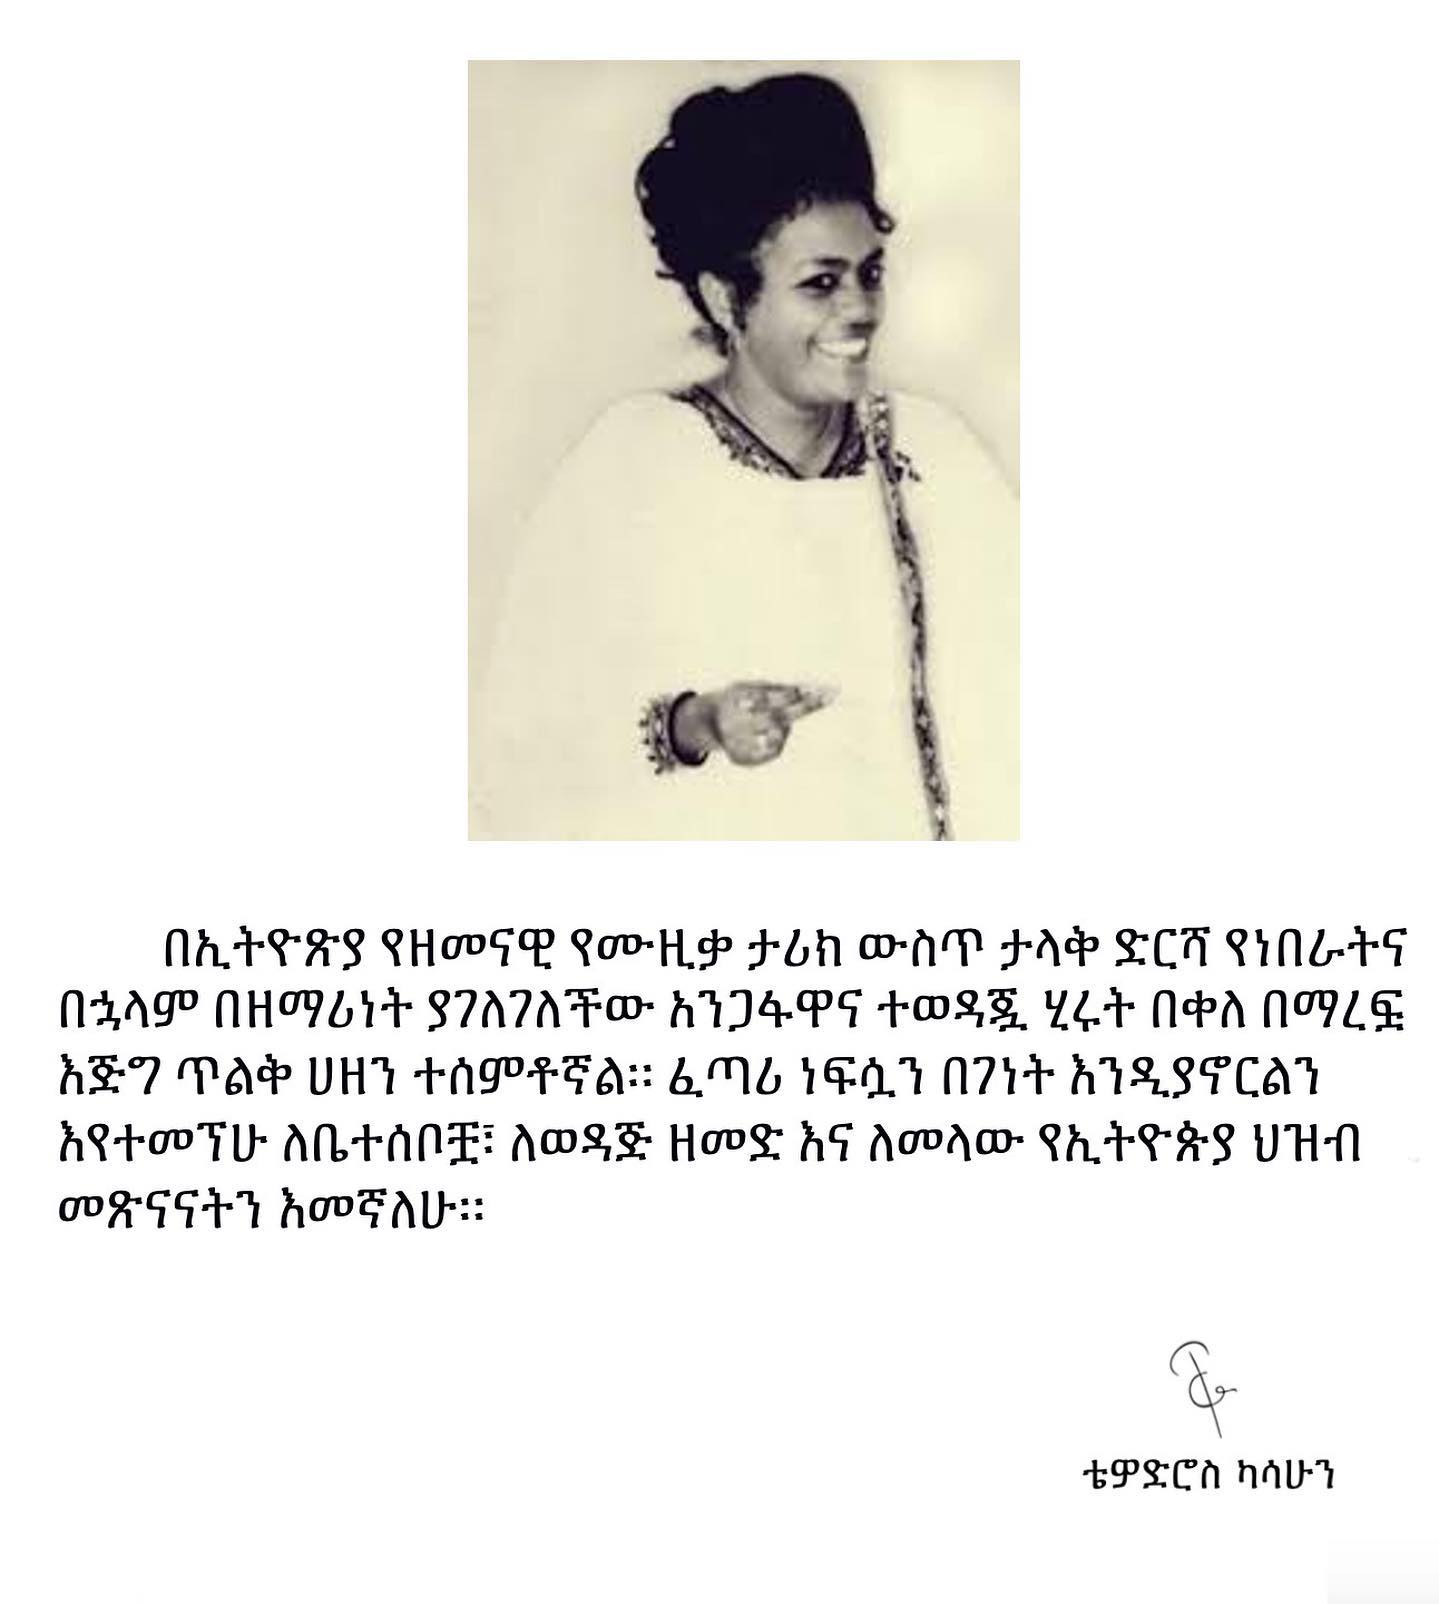 በኢትዮጵያ የዘመናዊ የሙዚቃ ታሪክ ውስጥ ታላቅ ድርሻ የነበራትና
በኋላም በዘማሪነት ያገለገለችው አንጋፋዋና ተወዳጇ ሂሩት በቀለ በማረፏ
እጅግ ጥልቅ ሀዘን ተሰምቶኛል። ፈጣሪ ነፍሷን በገነት እንዲያኖርልን
እየተመኘሁ ለቤተሰቦቿ፣ ለወዳጅ ዘመድ እና ለመላው የኢትዮጵያ ህዝብ
መጽናናትን እመኛለሁ።
ቴዎድሮስ ካሳሁን